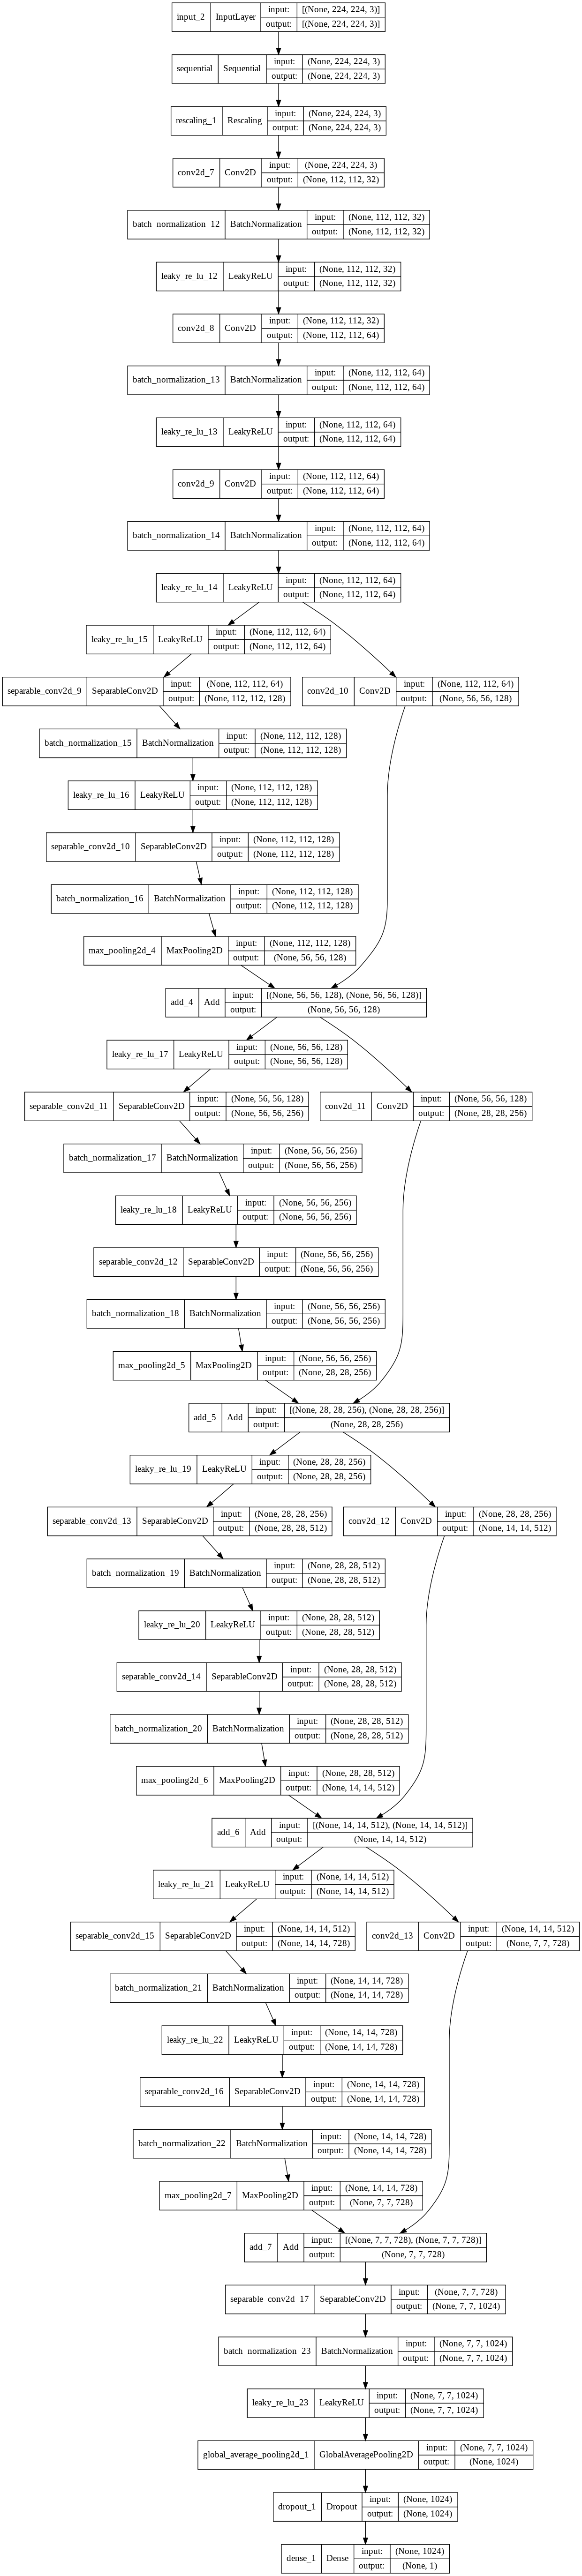 input_2 InputLayer input: [(None, 224, 224, 3)]
output: [(None, 224, 224, 3)]
sequential Sequential input: (None, 224, 224, 3)
output: (None, 224, 224, 3)
rescaling_1 Rescaling input: (None, 224, 224, 3)
output: (None, 224, 224, 3)
conv2d_7 Conv2D input: (None, 224, 224, 3)
output: (None, 112, 112, 32)
batch_normalization_12 BatchNormalization input: (None, 112, 112, 32)
output: (None, 112, 112, 32)
leaky_re_lu_12 LeakyReLU input: (None, 112, 112, 32)
output: (None, 112, 112, 32)
conv2d_8 Conv2D input: (None, 112, 112, 32)
output: (None, 112, 112, 64)
batch_normalization_13 BatchNormalization input: (None, 112, 112, 64)
output: (None, 112, 112, 64)
leaky_re_lu_13 LeakyReLU input: (None, 112, 112, 64)
output: (None, 112, 112, 64)
conv2d_9 Conv2D input: (None, 112, 112, 64)
output: (None, 112, 112, 64)
batch_normalization_14 BatchNormalization input: (None, 112, 112, 64)
output: (None, 112, 112, 64)
leaky_re_lu_14 LeakyReLU input: (None, 112, 112, 64)
output: (None, 112, 112, 64)
leaky_re_lu_15 LeakyReLU input: (None, 112, 112, 64)
output: (None, 112, 112, 64)
separable_conv2d_9 SeparableConv2D input: (None, 112, 112, 64)
output: (None, 112, 112, 128)
conv2d_10 Conv2D input: (None, 112, 112, 64)
output: (None, 56, 56, 128)
batch_normalization_15 BatchNormalization input: (None, 112, 112, 128)
output: (None, 112, 112, 128)
leaky_re_lu_16 LeakyReLU input: (None, 112, 112, 128)
output: (None, 112, 112, 128)
separable_conv2d_10 SeparableConv2D input: (None, 112, 112, 128)
output: (None, 112, 112, 128)
batch_normalization_16 BatchNormalization input: (None, 112, 112, 128)
output: (None, 112, 112, 128)
max_pooling2d_4 MaxPooling2D input: (None, 112, 112, 128)
output: (None, 56, 56, 128)
add_4 Add input: [(None, 56, 56, 128), (None, 56, 56, 128)]
output: (None, 56, 56, 128)
leaky_re_lu_17 LeakyReLU input: (None, 56, 56, 128)
output: (None, 56, 56, 128)
separable_conv2d_11 SeparableConv2D input: (None, 56, 56, 128)
output: (None, 56, 56, 256)
conv2d_11 Conv2D input: (None, 56, 56, 128)
output: (None, 28, 28, 256)
batch_normalization_17 BatchNormalization input: (None, 56, 56, 256)
output: (None, 56, 56, 256)
leaky_re_lu_18 LeakyReLU input: (None, 56, 56, 256)
output: (None, 56, 56, 256)
separable_conv2d_12 SeparableConv2D input: (None, 56, 56, 256)
output: (None, 56, 56, 256)
batch_normalization_18 BatchNormalization input: (None, 56, 56, 256)
output: (None, 56, 56, 256)
max_pooling2d_5 MaxPooling2D input: (None, 56, 56, 256)
output: (None, 28, 28, 256)
add_5 Add input: [(None, 28, 28, 256), (None, 28, 28, 256)]
output: (None, 28, 28, 256)
leaky_re_lu_19 LeakyReLU input: (None, 28, 28, 256)
output: (None, 28, 28, 256)
separable_conv2d_13 SeparableConv2D input: (None, 28, 28, 256)
output: (None, 28, 28, 512)
conv2d_12 Conv2D input: (None, 28, 28, 256)
output: (None, 14, 14, 512)
batch_normalization_19 BatchNormalization input: (None, 28, 28, 512)
output: (None, 28, 28, 512)
leaky_re_lu_20 LeakyReLU input: (None, 28, 28, 512)
output: (None, 28, 28, 512)
separable_conv2d_14 SeparableConv2D input: (None, 28, 28, 512)
output: (None, 28, 28, 512)
batch_normalization_20 BatchNormalization input: (None, 28, 28, 512)
output: (None, 28, 28, 512)
max_pooling2d_6 MaxPooling2D input: (None, 28, 28, 512)
output: (None, 14, 14, 512)
add_6 Add input: [(None, 14, 14, 512), (None, 14, 14, 512)]
output: (None, 14, 14, 512)
leaky_re_lu_21 LeakyReLU input: (None, 14, 14, 512)
output: (None, 14, 14, 512)
separable_conv2d_15 SeparableConv2D input: (None, 14, 14, 512)
output: (None, 14, 14, 728)
conv2d_13 Conv2D input: (None, 14, 14, 512)
output: (None, 7, 7, 728)
batch_normalization_21 BatchNormalization input: (None, 14, 14, 728)
output: (None, 14, 14, 728)
leaky_re_lu_22 LeakyReLU input: (None, 14, 14, 728)
output: (None, 14, 14, 728)
separable_conv2d_16 SeparableConv2D input: (None, 14, 14, 728)
output: (None, 14, 14, 728)
batch_normalization_22 BatchNormalization input: (None, 14, 14, 728)
output: (None, 14, 14, 728)
max_pooling2d_7 MaxPooling2D input: (None, 14, 14, 728)
output: (None, 7, 7, 728)
add_7 Add input: [(None, 7, 7, 728), (None, 7, 7, 728)]
output: (None, 7, 7, 728)
separable_conv2d_17 SeparableConv2D input: (None, 7, 7, 728)
output: (None, 7, 7, 1024)
batch_normalization_23 BatchNormalization input: (None, 7, 7, 1024)
output: (None, 7, 7, 1024)
leaky_re_lu_23 LeakyReLU input: (None, 7, 7, 1024)
output: (None, 7, 7, 1024)
global_average_pooling2d_1 GlobalAveragePooling2D input: (None, 7, 7, 1024)
output: (None, 1024)
dropout_1 Dropout input: (None, 1024)
output: (None, 1024)
dense_1 Dense input: (None, 1024)
output: (None, 1)